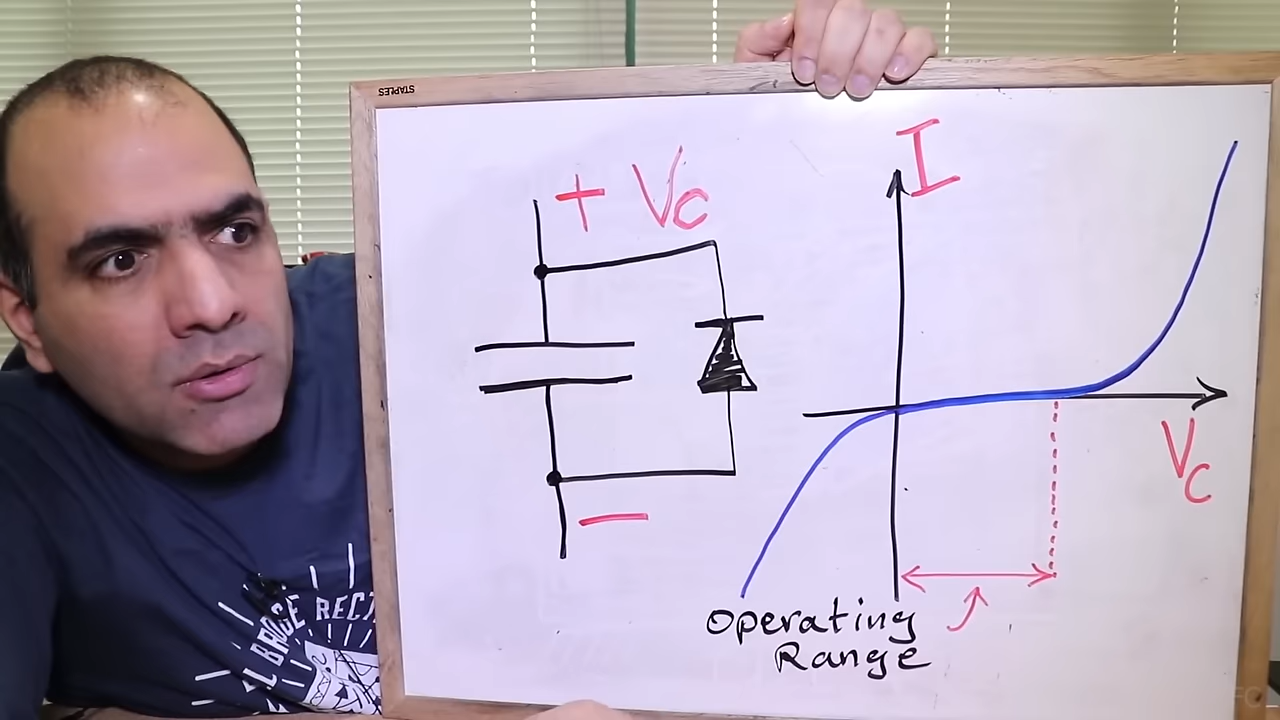 STAPLES
+ Vc
I
Vc
−
Operating
Range
BRIDGE RECT